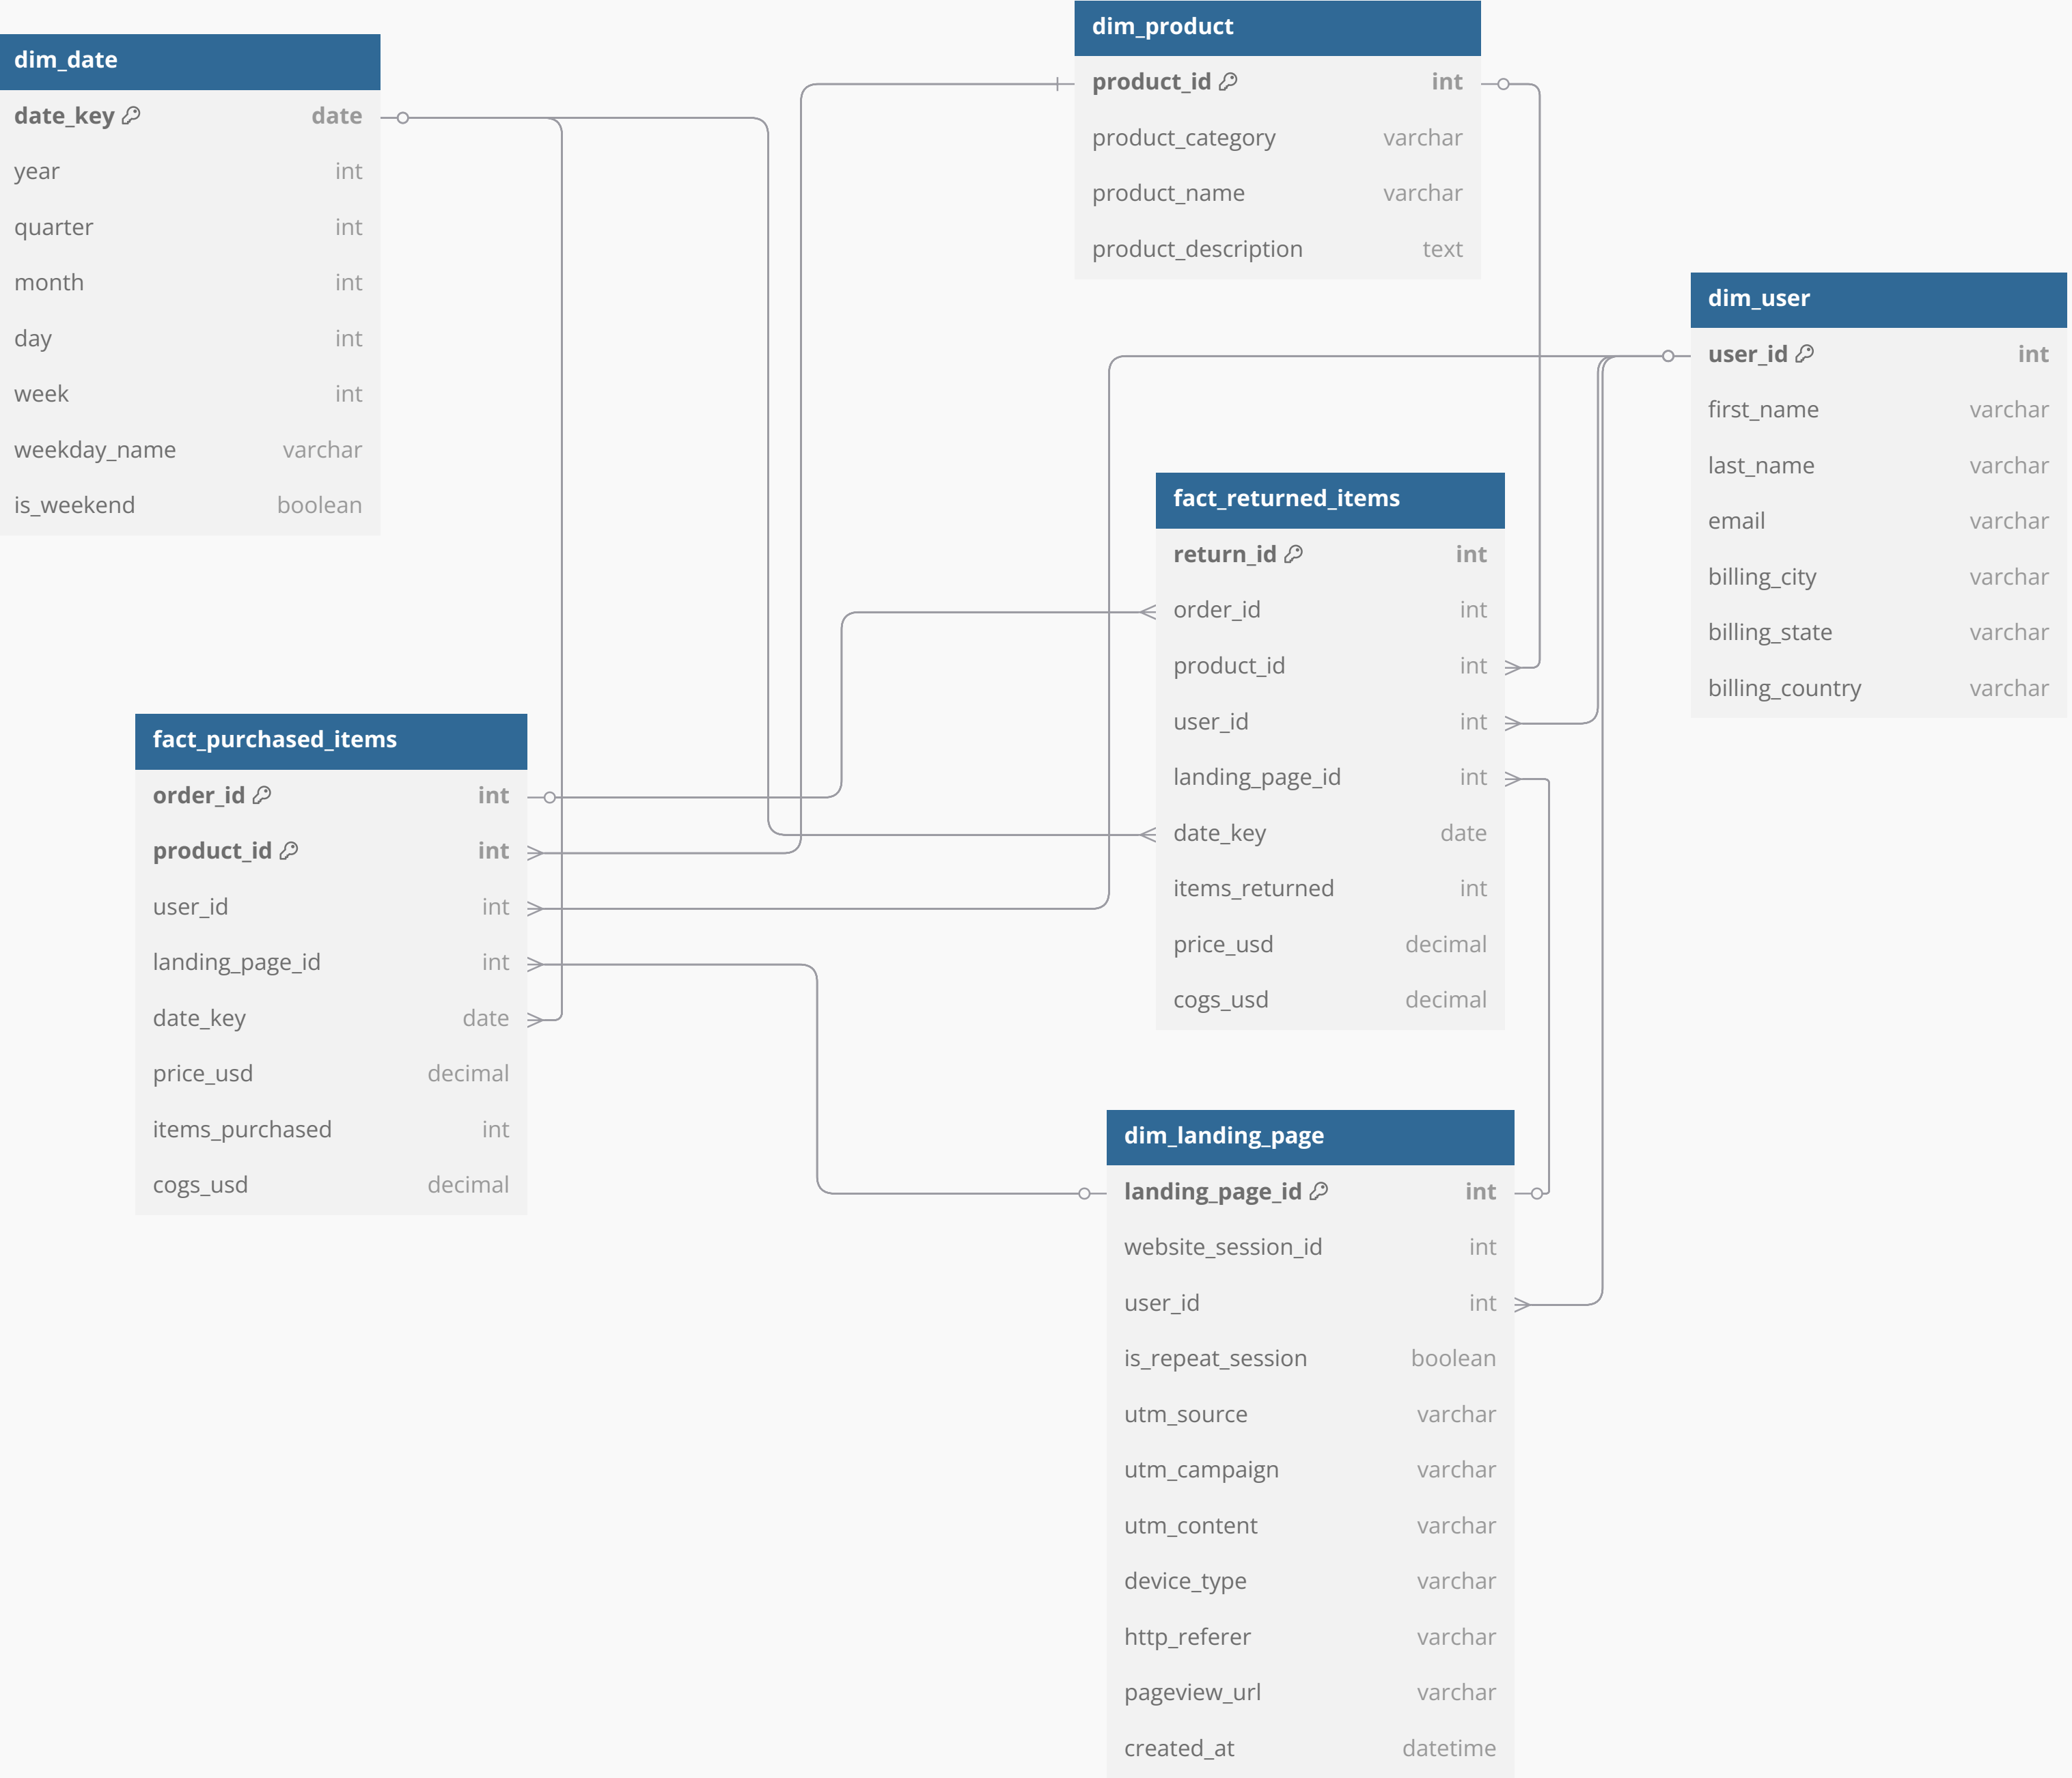 dim_date
date_key date
year int
quarter int
month int
day int
week int
weekday_name varchar
is_weekend boolean
dim_product
product_id int
product_category varchar
product_name varchar
product_description text
dim_user
user_id int
first_name varchar
last_name varchar
email varchar
billing_city varchar
billing_state varchar
billing_country varchar
fact_returned_items
return_id int
order_id int
product_id int
user_id int
landing_page_id int
date_key date
items_returned int
price_usd decimal
cogs_usd decimal
fact_purchased_items
order_id int
product_id int
user_id int
landing_page_id int
date_key date
price_usd decimal
items_purchased int
cogs_usd decimal
dim_landing_page
landing_page_id int
website_session_id int
user_id int
is_repeat_session boolean
utm_source varchar
utm_campaign varchar
utm_content varchar
device_type varchar
http_referer varchar
pageview_url varchar
created_at datetime